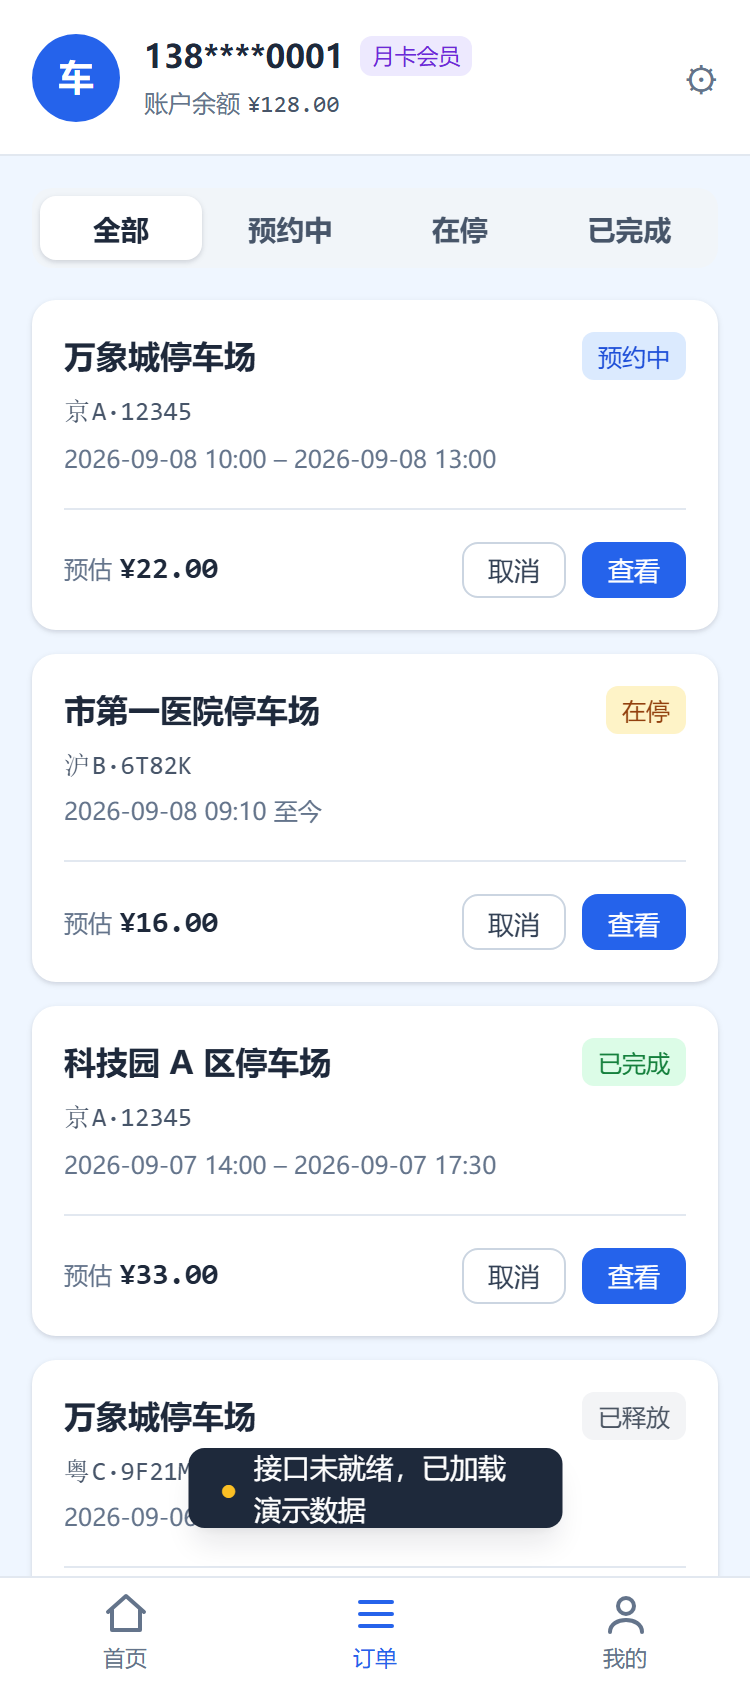 车
138****0001 月卡会员
账户余额 ¥128.00
全部 预约中 在停 已完成
万象城停车场 预约中
京A·12345
2026-09-08 10:00 – 2026-09-08 13:00
预估 ¥22.00 取消 查看
市第一医院停车场 在停
沪B·6T82K
2026-09-08 09:10 至今
预估 ¥16.00 取消 查看
科技园 A 区停车场 已完成
京A·12345
2026-09-07 14:00 – 2026-09-07 17:30
预估 ¥33.00 取消 查看
万象城停车场 已释放
粤C·9F21M
2026-09-06
接口未就绪，已加载
演示数据
首页 订单 我的